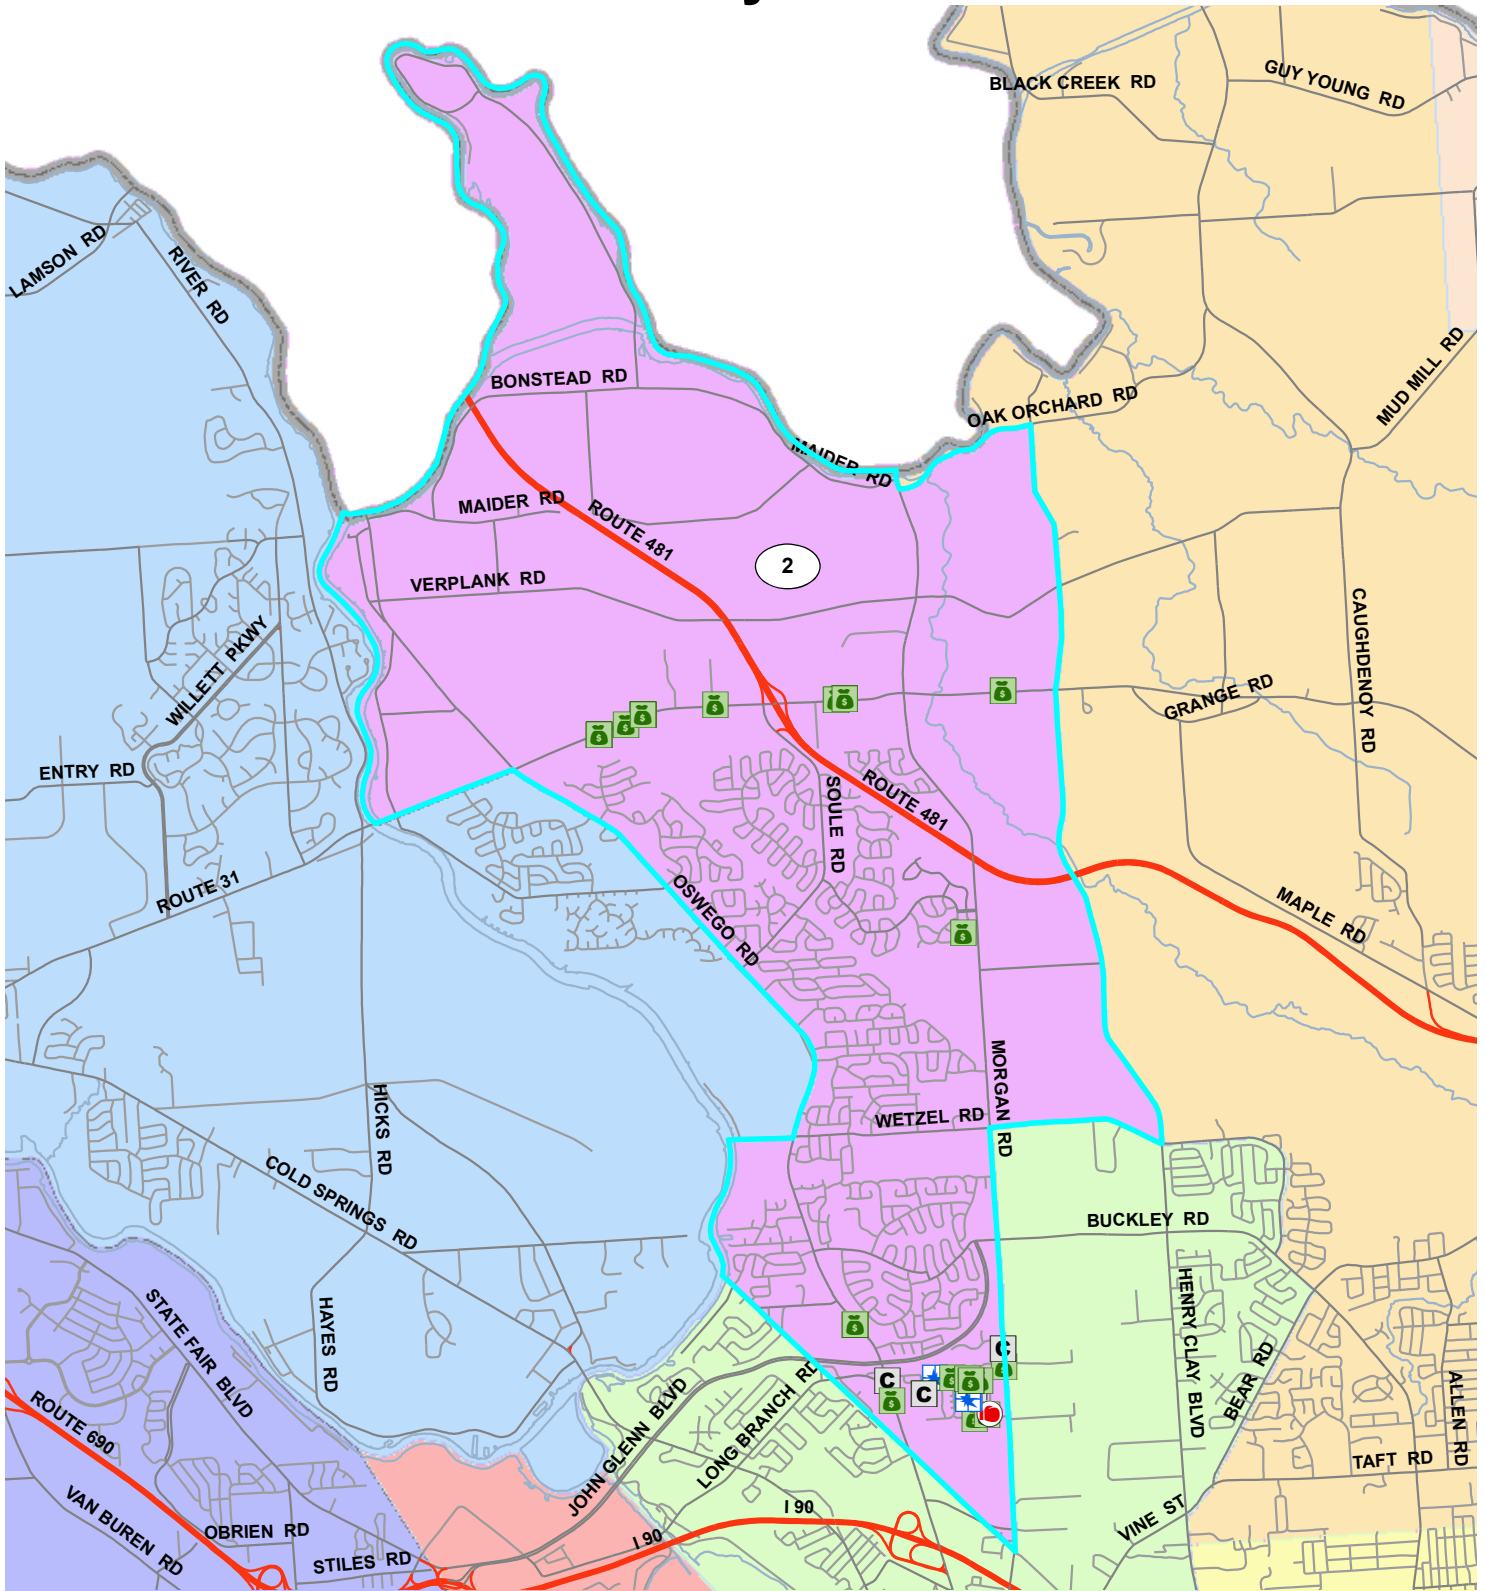 BLACK CREEK RD
GUY YOUNG RD
LAMSON RD
RIVER RD
BONSTEAD RD
OAK ORCHARD RD
MUD MILL RD
MAIDER RD
MAIDER RD
ROUTE 481
2
VERPLANK RD
WILLETT PKWY
CAUGHDENOY RD
GRANGE RD
ENTRY RD
SOULE RD
ROUTE 481
ROUTE 31
OSWEGO RD
MAPLE RD
MORGAN RD
WETZEL RD
HICKS RD
COLD SPRINGS RD
BUCKLEY RD
STATE FAIR BLVD
HAYES RD
HENRY CLAY BLVD
BEAR RD
ALLEN RD
C
C
C
ROUTE 690
JOHN GLENN BLVD
LONG BRANCH RD
TAFT RD
VAN BUREN RD
OBRIEN RD
STILES RD
I 90
I 90
VINE ST